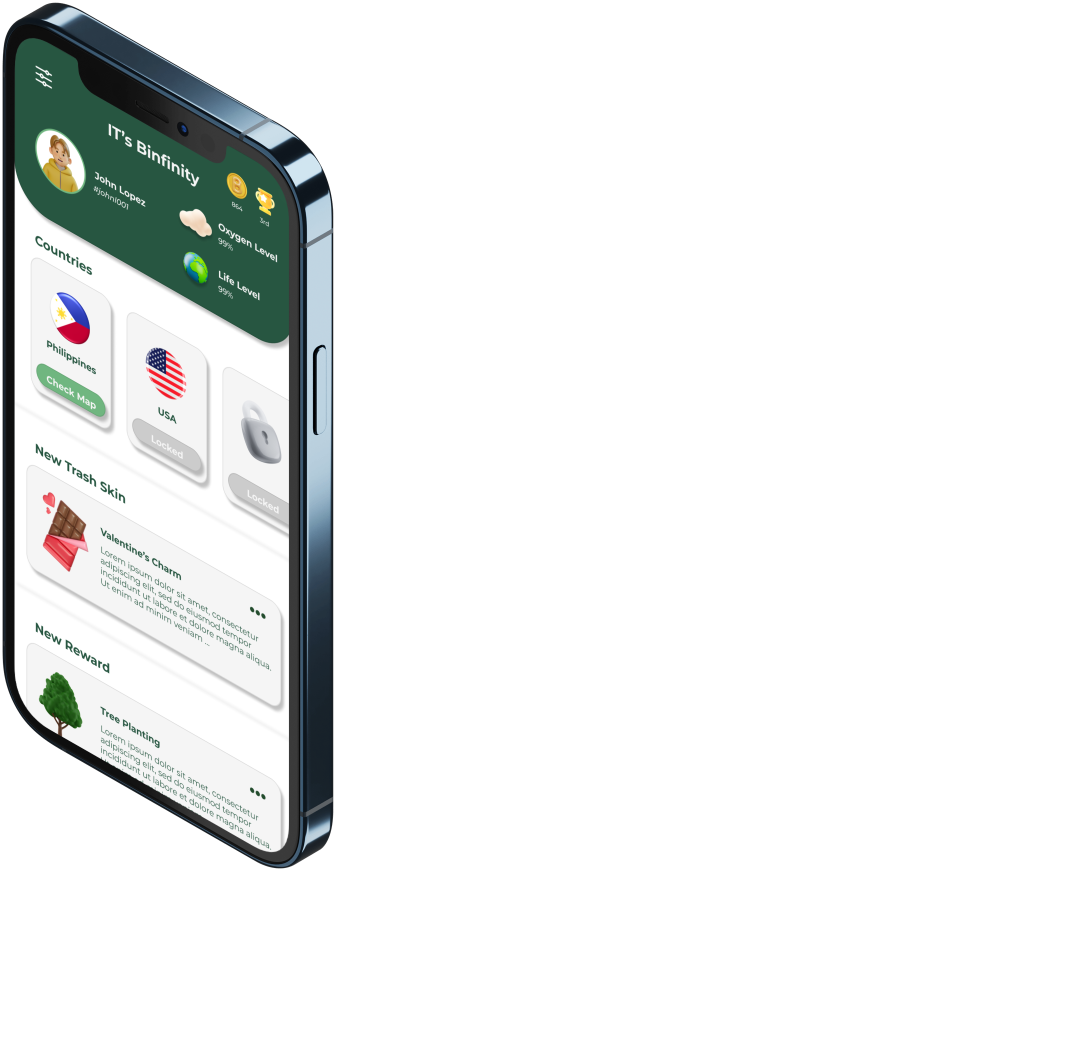 IT's Binfinity
John Lopez
#john1001
864
3rd
Oxygen Level
99%
Life Level
99%
Countries
Philippines
Check Map
USA
Locked
Locked
New Trash Skin
Valentine's Charm
Lorem ipsum dolor sit amet, consectetur
adipiscing elit, sed do eiusmod tempor
incididunt ut labore et dolore magna aliqua.
Ut enim ad minim veniam ...
New Reward
Tree Planting
Lorem ipsum dolor sit amet, consectetur
adipiscing elit, sed do eiusmod tempor
incididunt ut labore et dolore magna aliqua.